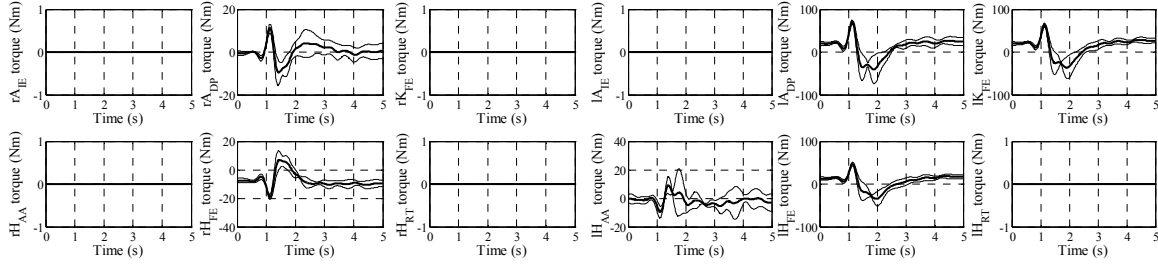 rA_IE torque (Nm)
1
0
-1
0 1 2 3 4 5
Time (s)
rA_DP torque (Nm)
20
0
-20
0 1 2 3 4 5
Time (s)
rK_FE torque (Nm)
1
0
-1
0 1 2 3 4 5
Time (s)
lA_IE torque (Nm)
1
0
-1
0 1 2 3 4 5
Time (s)
lA_DP torque (Nm)
100
0
-100
0 1 2 3 4 5
Time (s)
lK_FE torque (Nm)
100
0
-100
0 1 2 3 4 5
Time (s)
rH_AA torque (Nm)
1
0
-1
0 1 2 3 4 5
Time (s)
rH_FE torque (Nm)
20
0
-20
-40
0 1 2 3 4 5
Time (s)
rH_RT torque (Nm)
1
0
-1
0 1 2 3 4 5
Time (s)
lH_AA torque (Nm)
40
20
0
-20
0 1 2 3 4 5
Time (s)
lH_FE torque (Nm)
100
0
-100
0 1 2 3 4 5
Time (s)
lH_RT torque (Nm)
1
0
-1
0 1 2 3 4 5
Time (s)